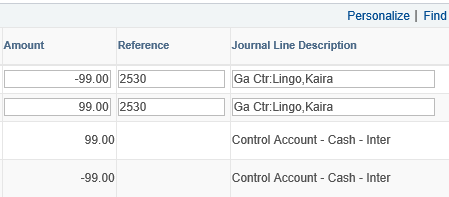 Personalize | Find
Amount Reference Journal Line Description
-99.00 2530 Ga Ctr:Lingo,Kaira
99.00 2530 Ga Ctr:Lingo,Kaira
99.00 Control Account - Cash - Inter
-99.00 Control Account - Cash - Inter